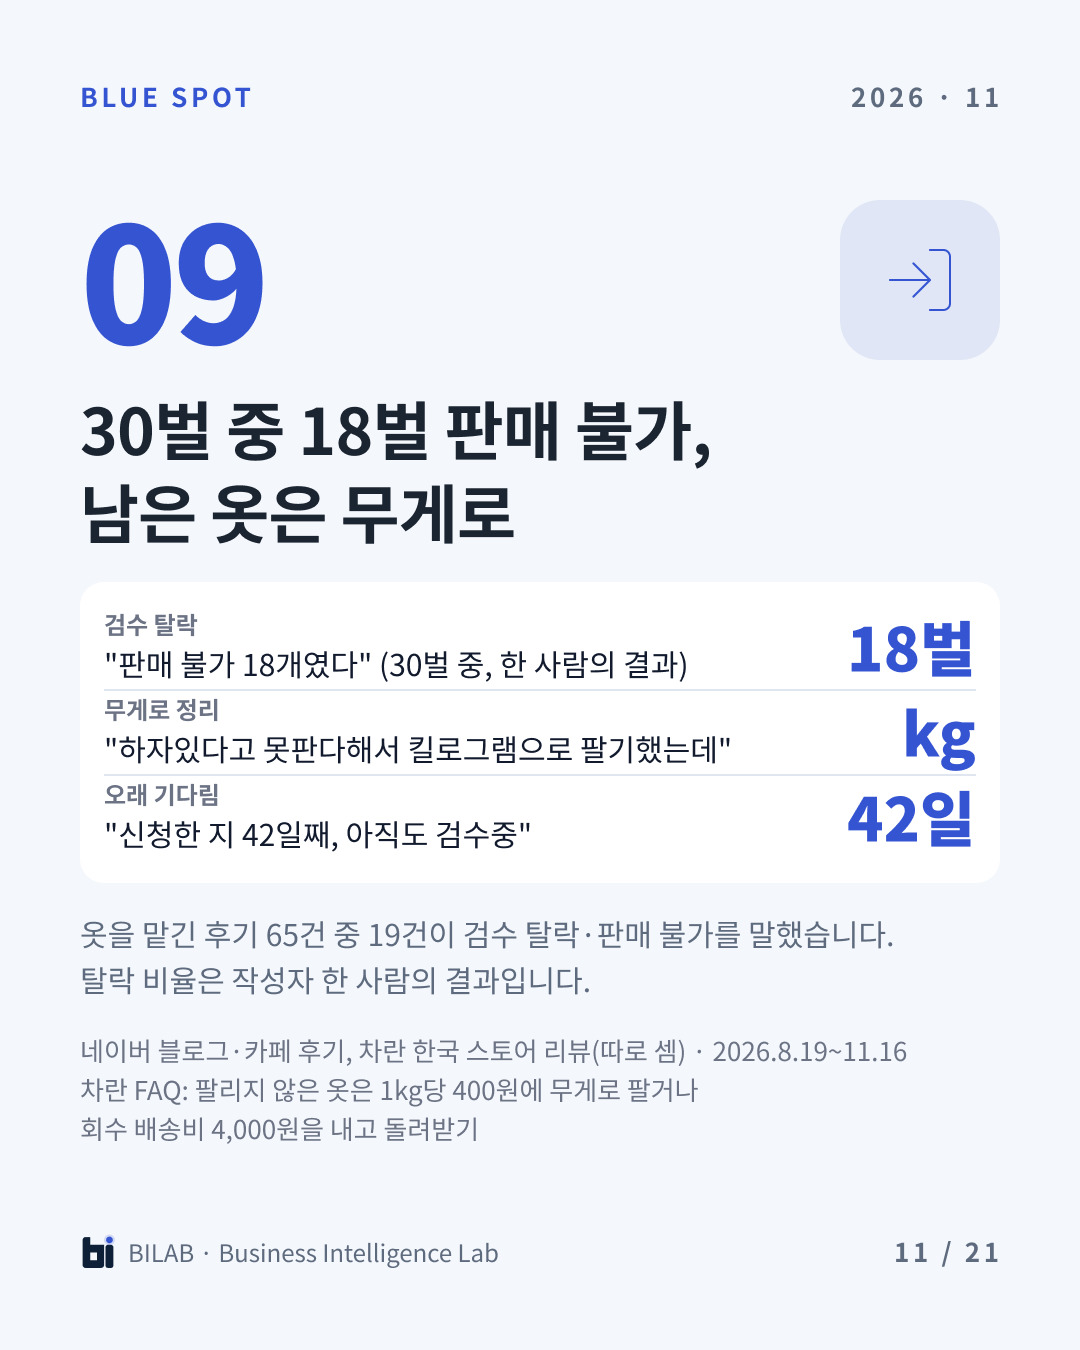 BLUE SPOT
2026 · 11
09
30벌 중 18벌 판매 불가,
남은 옷은 무게로
검수 탈락
"판매 불가 18개였다" (30벌 중, 한 사람의 결과)
18벌
무게로 정리
"하자있다고 못판다해서 킬로그램으로 팔기했는데"
kg
오래 기다림
"신청한 지 42일째, 아직도 검수중"
42일
옷을 맡긴 후기 65건 중 19건이 검수 탈락·판매 불가를 말했습니다.
탈락 비율은 작성자 한 사람의 결과입니다.
네이버 블로그·카페 후기, 차란 한국 스토어 리뷰(따로 셈) · 2026.8.19~11.16
차란 FAQ: 팔리지 않은 옷은 1kg당 400원에 무게로 팔거나
회수 배송비 4,000원을 내고 돌려받기
bi BILAB · Business Intelligence Lab
11 / 21